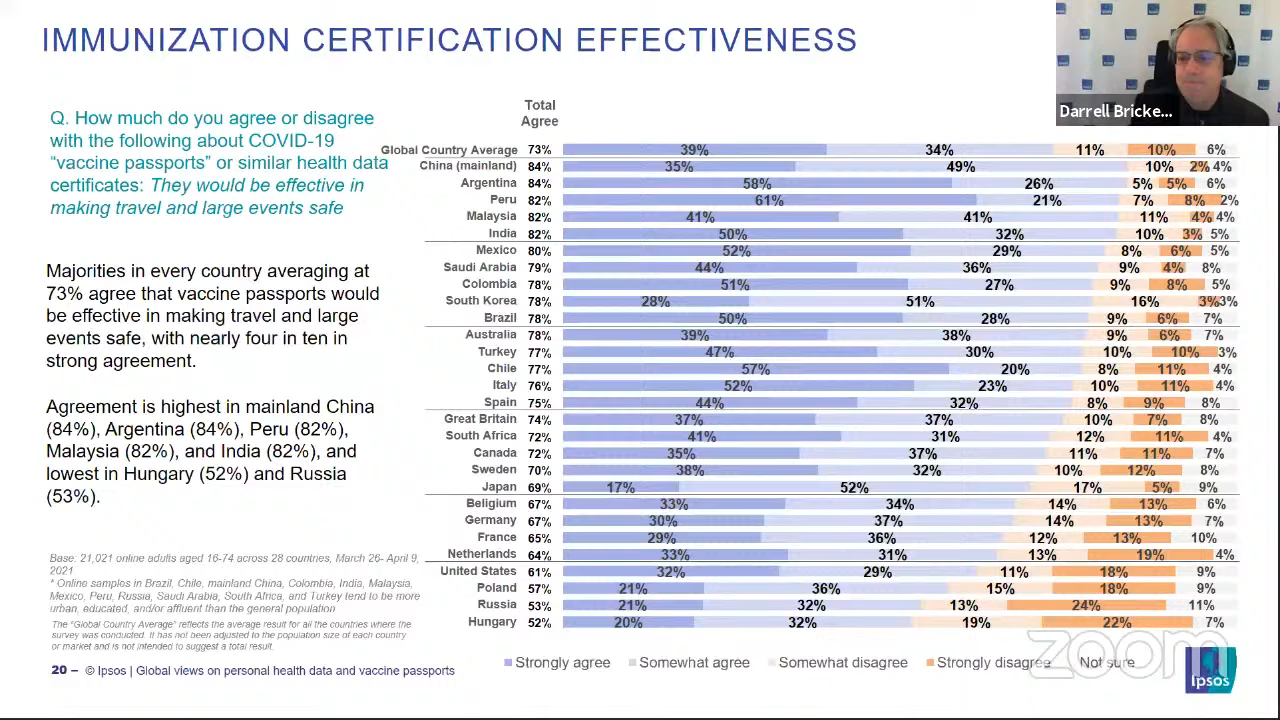 IMMUNIZATION CERTIFICATION EFFECTIVENESS
Darrell Bricke...
Q. How much do you agree or disagree
with the following about COVID-19
“vaccine passports” or similar health data
certificates: They would be effective in
making travel and large events safe
Majorities in every country averaging at
73% agree that vaccine passports would
be effective in making travel and large
events safe, with nearly four in ten in
strong agreement.
Agreement is highest in mainland China
(84%), Argentina (84%), Peru (82%),
Malaysia (82%), and India (82%), and
lowest in Hungary (52%) and Russia
(53%).
Base: 21,021 online adults aged 16-74 across 28 countries, March 26- April 9,
2021
* Online samples in Brazil, Chile, mainland China, Colombia, India, Malaysia,
Mexico, Peru, Russia, Saudi Arabia, South Africa, and Turkey tend to be more
urban, educated, and/or affluent than the general population
The “Global Country Average” reflects the average result for all the countries where the
survey was conducted. It has not been adjusted to the population size of each country
or market and is not intended to suggest a total result.
Total
Agree
Global Country Average 73% 39% 34% 11% 10% 6%
China (mainland) 84% 35% 49% 10% 2% 4%
Argentina 84% 58% 26% 5% 5% 6%
Peru 82% 61% 21% 7% 8% 2%
Malaysia 82% 41% 41% 11% 4% 4%
India 82% 50% 32% 10% 3% 5%
Mexico 80% 52% 29% 8% 6% 5%
Saudi Arabia 79% 44% 36% 9% 4% 8%
Colombia 78% 51% 27% 9% 8% 5%
South Korea 78% 28% 51% 16% 3% 3%
Brazil 78% 50% 28% 9% 6% 7%
Australia 78% 39% 38% 9% 6% 7%
Turkey 77% 47% 30% 10% 10% 3%
Chile 77% 57% 20% 8% 11% 4%
Italy 76% 52% 23% 10% 11% 4%
Spain 75% 44% 32% 8% 9% 8%
Great Britain 74% 37% 37% 10% 7% 8%
South Africa 72% 41% 31% 12% 11% 4%
Canada 72% 35% 37% 11% 11% 7%
Sweden 70% 38% 32% 10% 12% 8%
Japan 69% 17% 52% 17% 5% 9%
Beligium 67% 33% 34% 14% 13% 6%
Germany 67% 30% 37% 14% 13% 7%
France 65% 29% 36% 12% 13% 10%
Netherlands 64% 33% 31% 13% 19% 4%
United States 61% 32% 29% 11% 18% 9%
Poland 57% 21% 36% 15% 18% 9%
Russia 53% 21% 32% 13% 24% 11%
Hungary 52% 20% 32% 19% 22% 7%
Strongly agree Somewhat agree Somewhat disagree Strongly disagree Not sure
zoom
Ipsos
20 – © Ipsos | Global views on personal health data and vaccine passports